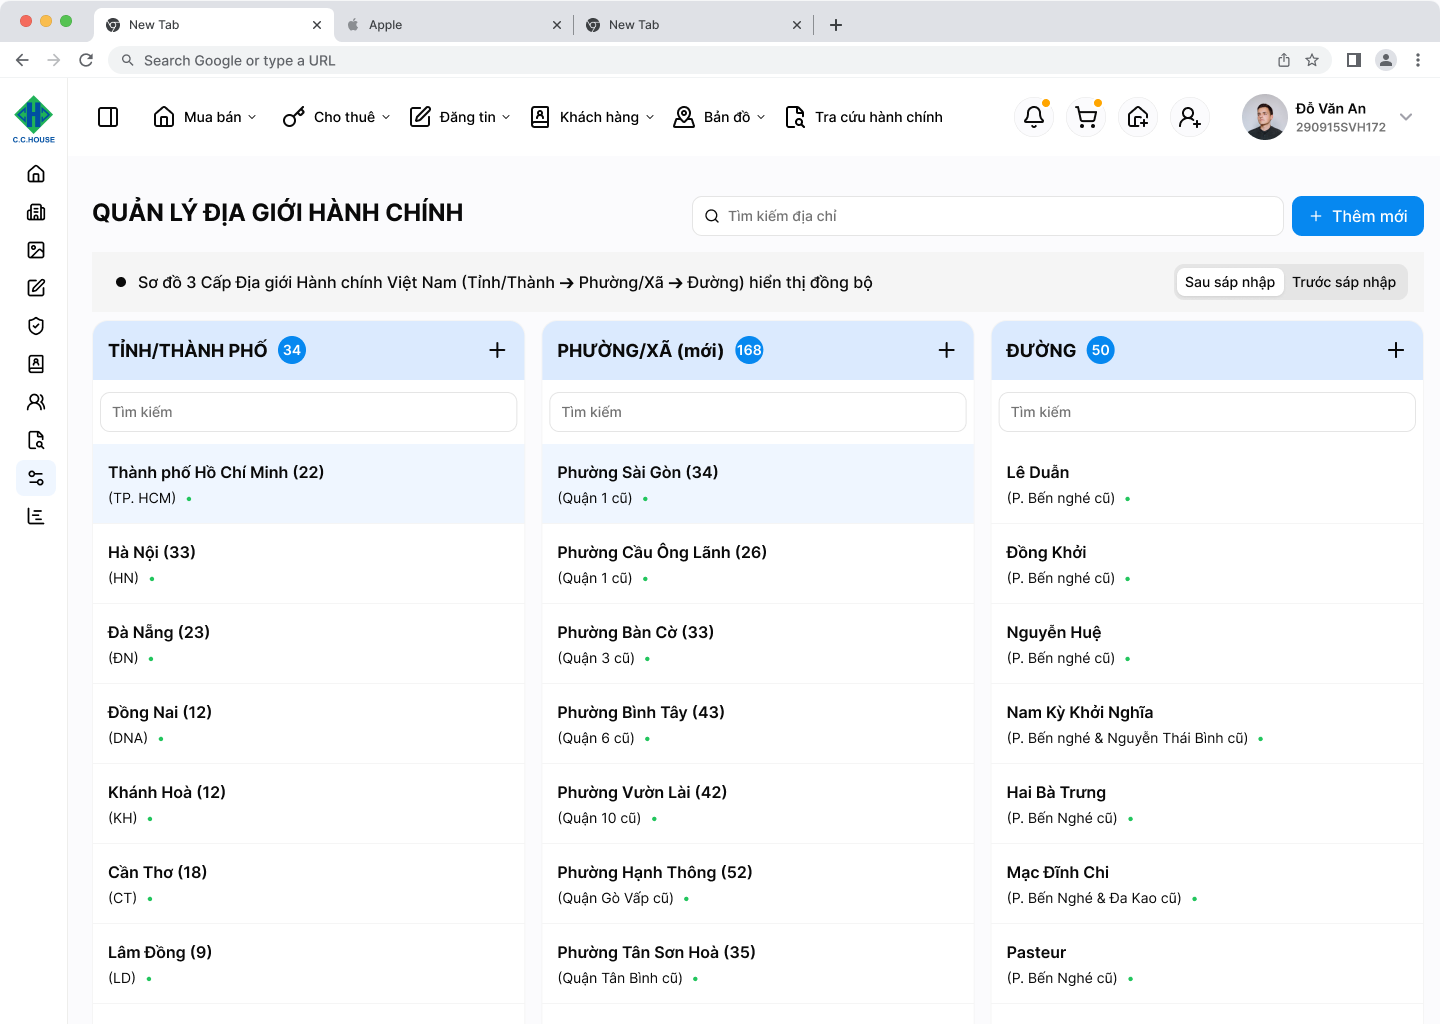 New Tab
Apple
New Tab
Search Google or type a URL
C.C.HOUSE
Mua bán
Cho thuê
Đăng tin
Khách hàng
Bản đồ
Tra cứu hành chính
Đỗ Văn An
290915SVH172
QUẢN LÝ ĐỊA GIỚI HÀNH CHÍNH
Tìm kiếm địa chỉ
+ Thêm mới
Sơ đồ 3 Cấp Địa giới Hành chính Việt Nam (Tỉnh/Thành → Phường/Xã → Đường) hiển thị đồng bộ
Sau sáp nhập
Trước sáp nhập
TỈNH/THÀNH PHỐ 34
Tìm kiếm
Thành phố Hồ Chí Minh (22)
(TP. HCM)
Hà Nội (33)
(HN)
Đà Nẵng (23)
(ĐN)
Đồng Nai (12)
(DNA)
Khánh Hoà (12)
(KH)
Cần Thơ (18)
(CT)
Lâm Đồng (9)
(LD)
PHƯỜNG/XÃ (mới) 168
Tìm kiếm
Phường Sài Gòn (34)
(Quận 1 cũ)
Phường Cầu Ông Lãnh (26)
(Quận 1 cũ)
Phường Bàn Cờ (33)
(Quận 3 cũ)
Phường Bình Tây (43)
(Quận 6 cũ)
Phường Vườn Lài (42)
(Quận 10 cũ)
Phường Hạnh Thông (52)
(Quận Gò Vấp cũ)
Phường Tân Sơn Hoà (35)
(Quận Tân Bình cũ)
ĐƯỜNG 50
Tìm kiếm
Lê Duẩn
(P. Bến nghé cũ)
Đồng Khởi
(P. Bến nghé cũ)
Nguyễn Huệ
(P. Bến nghé cũ)
Nam Kỳ Khởi Nghĩa
(P. Bến nghé & Nguyễn Thái Bình cũ)
Hai Bà Trưng
(P. Bến Nghé cũ)
Mạc Đĩnh Chi
(P. Bến Nghé & Đa Kao cũ)
Pasteur
(P. Bến Nghé cũ)